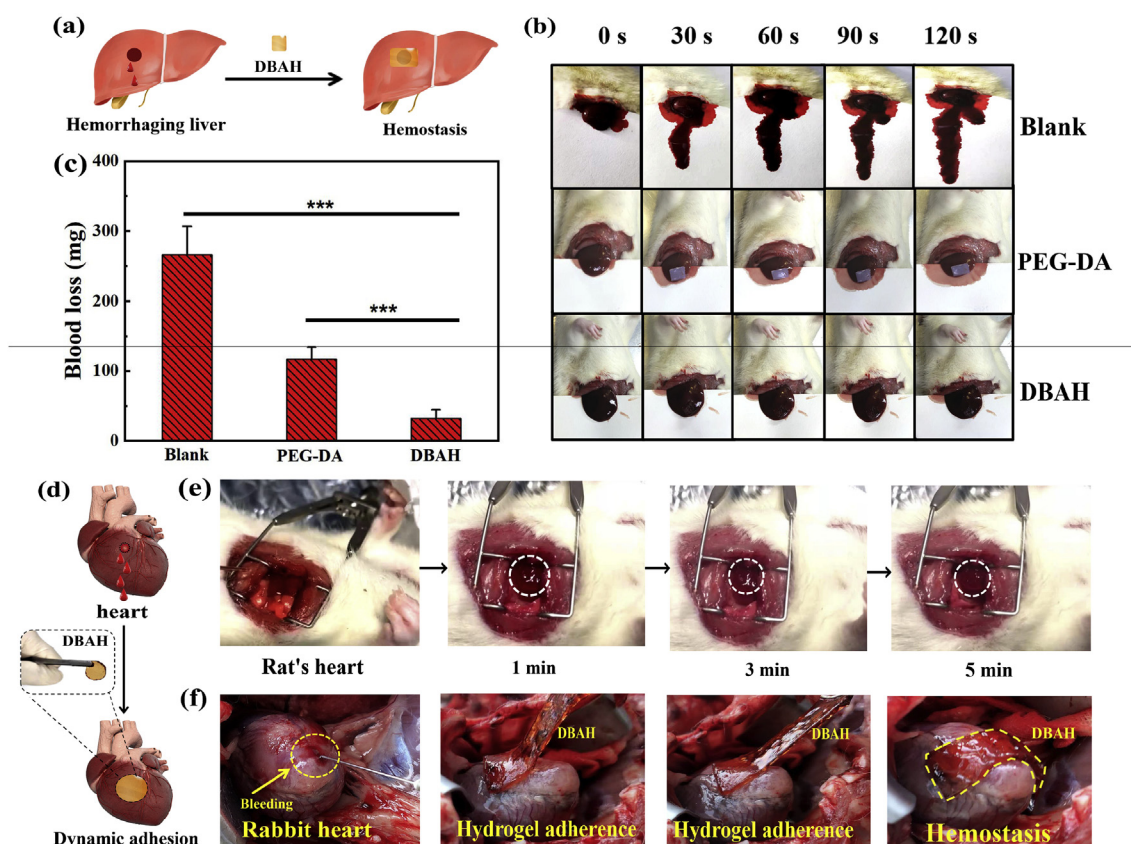 (a)
DBAH
Hemorrhaging liver
Hemostasis
(b)
0 s 30 s 60 s 90 s 120 s
Blank
PEG-DA
DBAH
(c)
Blood loss (mg)
400
300
200
100
0
***
***
Blank PEG-DA DBAH
(d)
heart
DBAH
Dynamic adhesion
(e)
Rat's heart 1 min 3 min 5 min
(f)
Bleeding
Rabbit heart
DBAH
Hydrogel adherence
DBAH
Hydrogel adherence
DBAH
Hemostasis